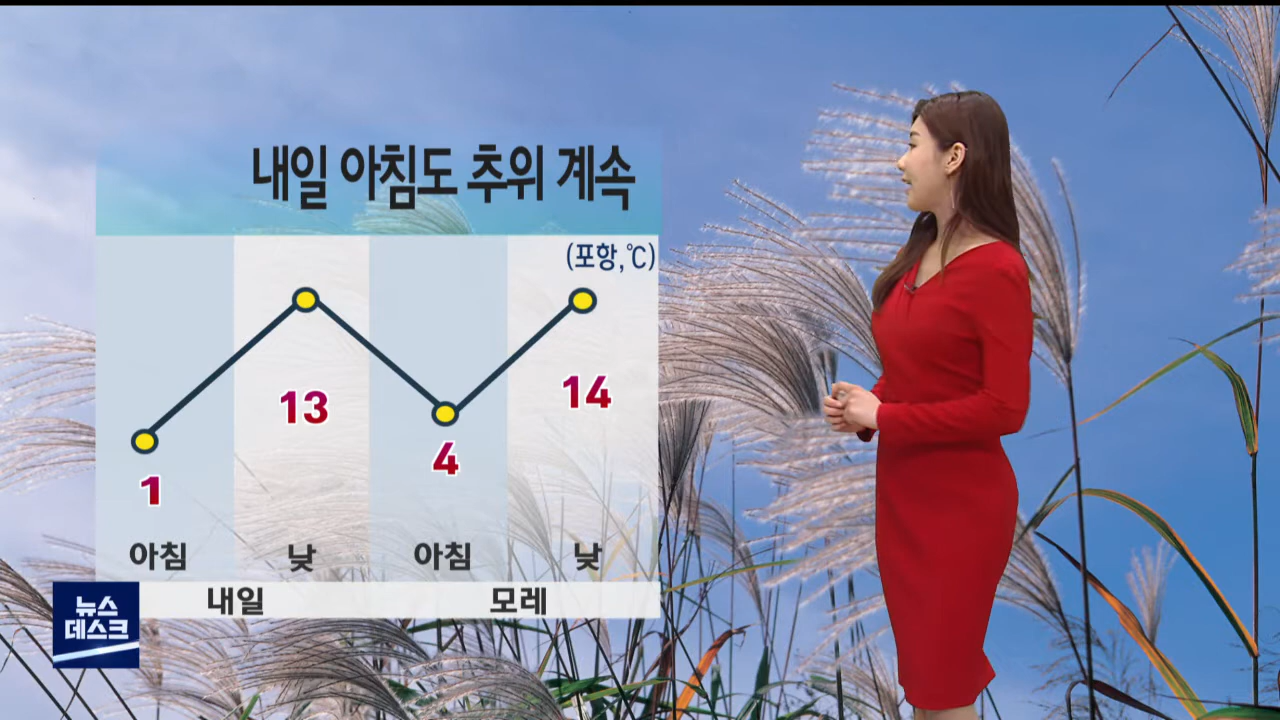 내일 아침도 추위 계속
(포항,℃)
13
14
4
1
아침 낮 아침 낮
내일 모레
뉴스
데스크